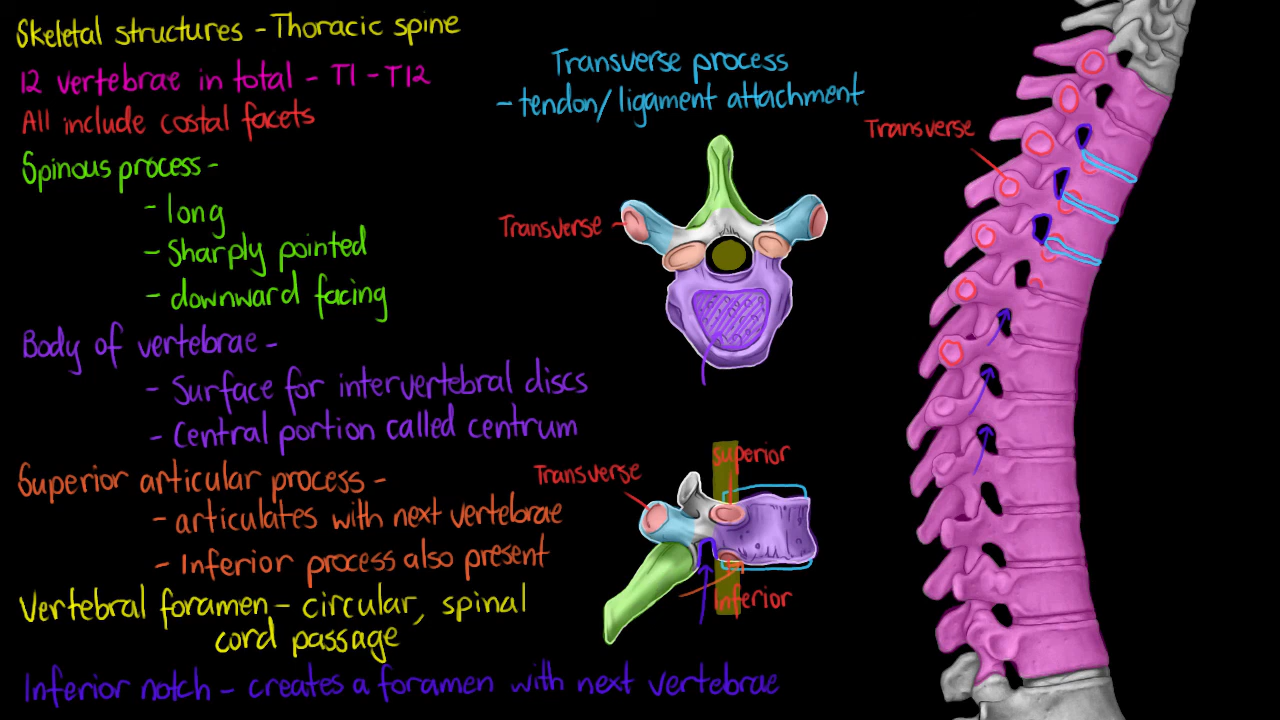 Skeletal structures - Thoracic spine
12 vertebrae in total - T1 - T12
All include costal facets
Spinous process -
- long
- Sharply pointed
- downward facing
Body of vertebrae -
- Surface for intervertebral discs
- Central portion called centrum
Superior articular process -
- articulates with next vertebrae
- Inferior process also present
Vertebral foramen - circular, spinal
cord passage
Inferior notch - creates a foramen with next vertebrae
Transverse process
- tendon/ligament attachment
Transverse
Transverse
superior
Inferior
Transverse